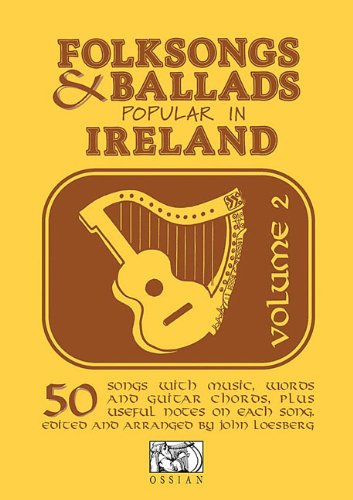 FOLKSONGS
& BALLADS
POPULAR IN
IRELAND
VOLUME 2
50 SONGS WITH MUSIC, WORDS
AND GUITAR CHORDS, PLUS
USEFUL NOTES ON EACH SONG.
EDITED AND ARRANGED BY JOHN LOESBERG
OSSIAN